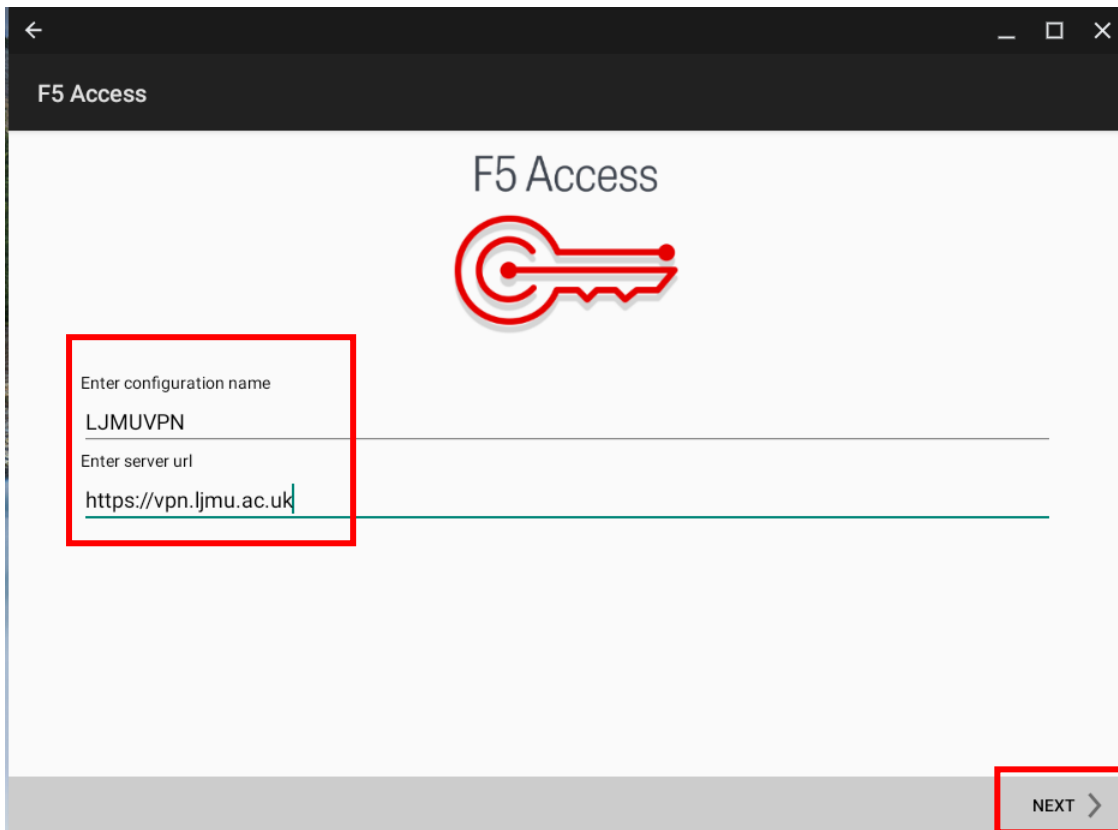 F5 Access
F5 Access
Enter configuration name
LJMUVPN
Enter server url
https://vpn.ljmu.ac.uk
NEXT